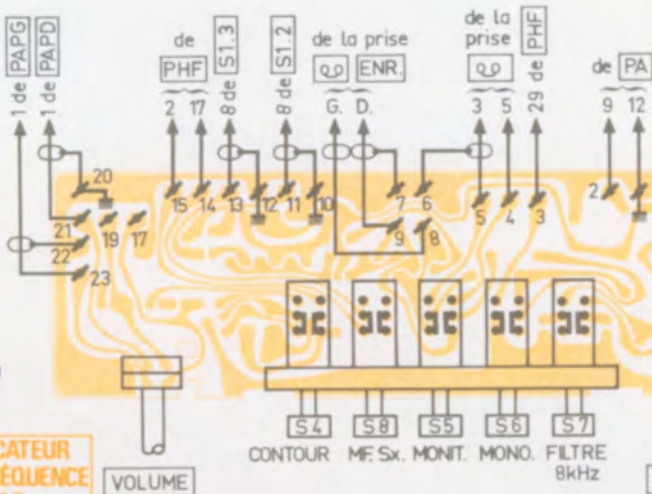 1 de PAPG
1 de PAPD
de
PHF
2 17
8 de S1.3
8 de S1.2
de la prise
ENR.
G. D.
de la
prise
3 5
29 de PHF
de PA
9 12
20
21
19
17
22
23
15
14
13
12
11
10
7
6
9
8
5
4
3
2
S4 S8 S5 S6 S7
CONTOUR MF. Sx. MONIT. MONO. FILTRE
8kHz
CATEUR
ÉQUENCE
VOLUME